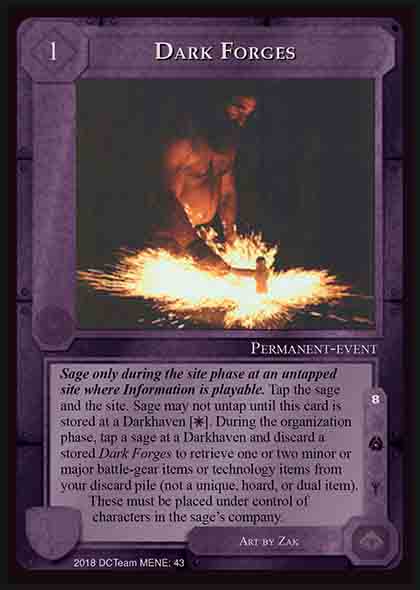 1
Dark Forges
Permanent-event
Sage only during the site phase at an untapped
site where Information is playable. Tap the sage
and the site. Sage may not untap until this card is
stored at a Darkhaven [☀]. During the organization
phase, tap a sage at a Darkhaven and discard a
stored Dark Forges to retrieve one or two minor or
major battle-gear items or technology items from
your discard pile (not a unique, hoard, or dual item).
These must be placed under control of
characters in the sage's company.
8
Art by Zak
2018 DCTeam MENE: 43